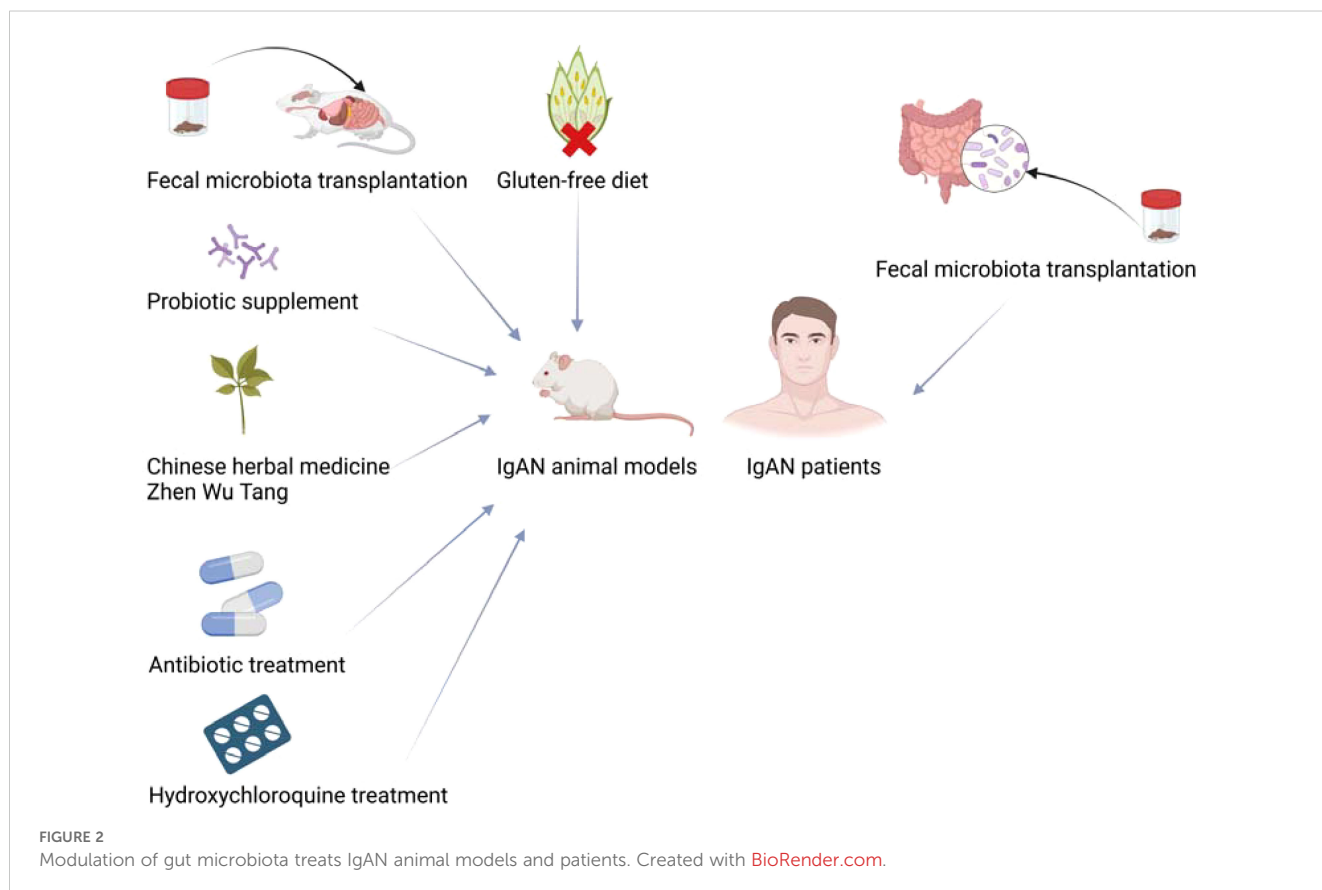 Fecal microbiota transplantation
Gluten-free diet
Fecal microbiota transplantation
Probiotic supplement
Chinese herbal medicine
Zhen Wu Tang
IgAN animal models
IgAN patients
Antibiotic treatment
Hydroxychloroquine treatment
FIGURE 2
Modulation of gut microbiota treats IgAN animal models and patients. Created with BioRender.com.